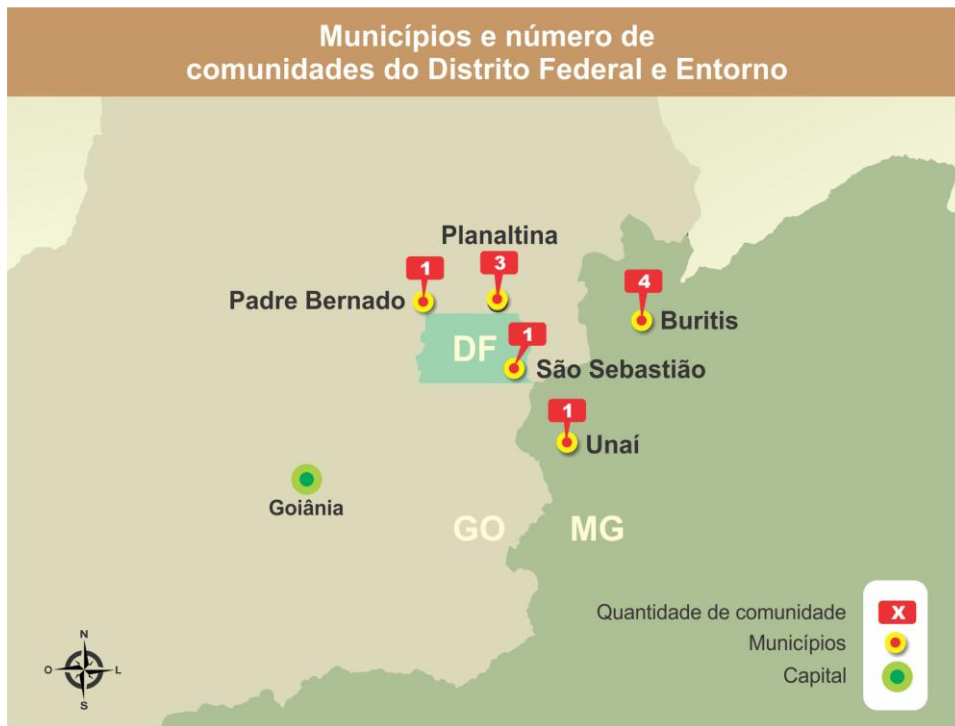 Municípios e número de
comunidades do Distrito Federal e Entorno
Planaltina
1
3
4
Padre Bernado
Buritis
1
DF
São Sebastião
1
Unaí
Goiânia
GO
MG
Quantidade de comunidade
X
Municípios
Capital
N
O
L
S